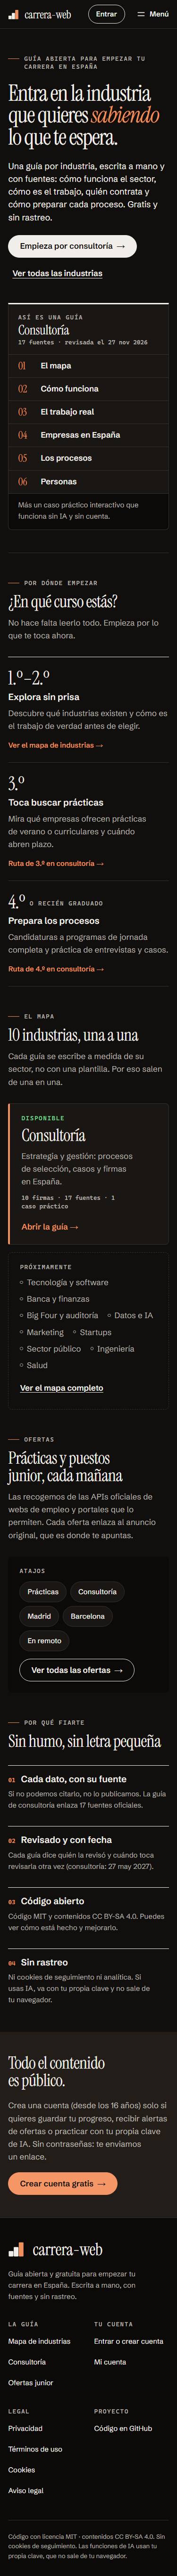 carrera-web
Entrar
Menú
GUÍA ABIERTA PARA EMPEZAR TU
CARRERA EN ESPAÑA
Entra en la industria
que quieres sabiendo
lo que te espera.
Una guía por industria, escrita a mano y
con fuentes: cómo funciona el sector,
cómo es el trabajo, quién contrata y
cómo preparar cada proceso. Gratis y
sin rastreo.
Empieza por consultoría →
Ver todas las industrias
ASÍ ES UNA GUÍA
Consultoría
17 fuentes · revisada el 27 nov 2026
01 El mapa
02 Cómo funciona
03 El trabajo real
04 Empresas en España
05 Los procesos
06 Personas
Más un caso práctico interactivo que
funciona sin IA y sin cuenta.
POR DÓNDE EMPEZAR
¿En qué curso estás?
No hace falta leerlo todo. Empieza por lo
que te toca ahora.
1.º–2.º
Explora sin prisa
Descubre qué industrias existen y cómo es
el trabajo de verdad antes de elegir.
Ver el mapa de industrias →
3.º
Toca buscar prácticas
Mira qué empresas ofrecen prácticas
de verano o curriculares y cuándo
abren plazo.
Ruta de 3.º en consultoría →
4.º O RECIÉN GRADUADO
Prepara los procesos
Candidaturas a programas de jornada
completa y práctica de entrevistas y casos.
Ruta de 4.º en consultoría →
EL MAPA
10 industrias, una a una
Cada guía se escribe a medida de su
sector, no con una plantilla. Por eso salen
de una en una.
DISPONIBLE
Consultoría
Estrategia y gestión: procesos
de selección, casos y firmas
en España.
10 firmas · 17 fuentes · 1
caso práctico
Abrir la guía →
PRÓXIMAMENTE
Tecnología y software
Banca y finanzas
Big Four y auditoría
Datos e IA
Marketing
Startups
Sector público
Ingeniería
Salud
Ver el mapa completo
OFERTAS
Prácticas y puestos
junior, cada mañana
Las recogemos de las APIs oficiales de
webs de empleo y portales que lo
permiten. Cada oferta enlaza al anuncio
original, que es donde te apuntas.
ATAJOS
Prácticas
Consultoría
Madrid
Barcelona
En remoto
Ver todas las ofertas →
POR QUÉ FIARTE
Sin humo, sin letra pequeña
01 Cada dato, con su fuente
Si no podemos citarlo, no lo publicamos. La guía
de consultoría enlaza 17 fuentes oficiales.
02 Revisado y con fecha
Cada guía dice quién la revisó y cuándo toca
revisarla otra vez (consultoría: 27 may 2027).
03 Código abierto
Código MIT y contenidos CC BY-SA 4.0. Puedes
ver cómo está hecho y mejorarlo.
04 Sin rastreo
Ni cookies de seguimiento ni analítica. Si
usas IA, va con tu propia clave y no sale de
tu navegador.
Todo el contenido
es público.
Crea una cuenta (desde los 16 años) solo si
quieres guardar tu progreso, recibir alertas
de ofertas o practicar con tu propia clave
de IA. Sin contraseñas: te enviamos
un enlace.
Crear cuenta gratis →
carrera-web
Guía abierta y gratuita para empezar tu
carrera en España. Escrita a mano, con
fuentes y sin rastreo.
LA GUÍA
Mapa de industrias
Consultoría
Ofertas junior
TU CUENTA
Entrar o crear cuenta
Mi cuenta
LEGAL
Privacidad
Términos de uso
Cookies
Aviso legal
PROYECTO
Código en GitHub
Código con licencia MIT · contenidos CC BY-SA 4.0. Sin
cookies de seguimiento. Las funciones de IA usan tu
propia clave, que no sale de tu navegador.